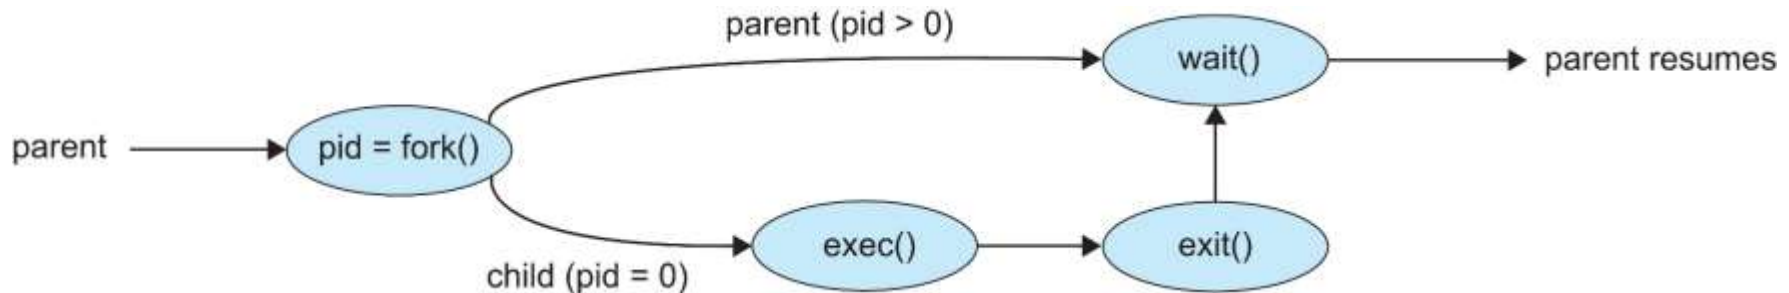 parent (pid > 0)
wait()
parent resumes
parent
pid = fork()
exec()
exit()
child (pid = 0)